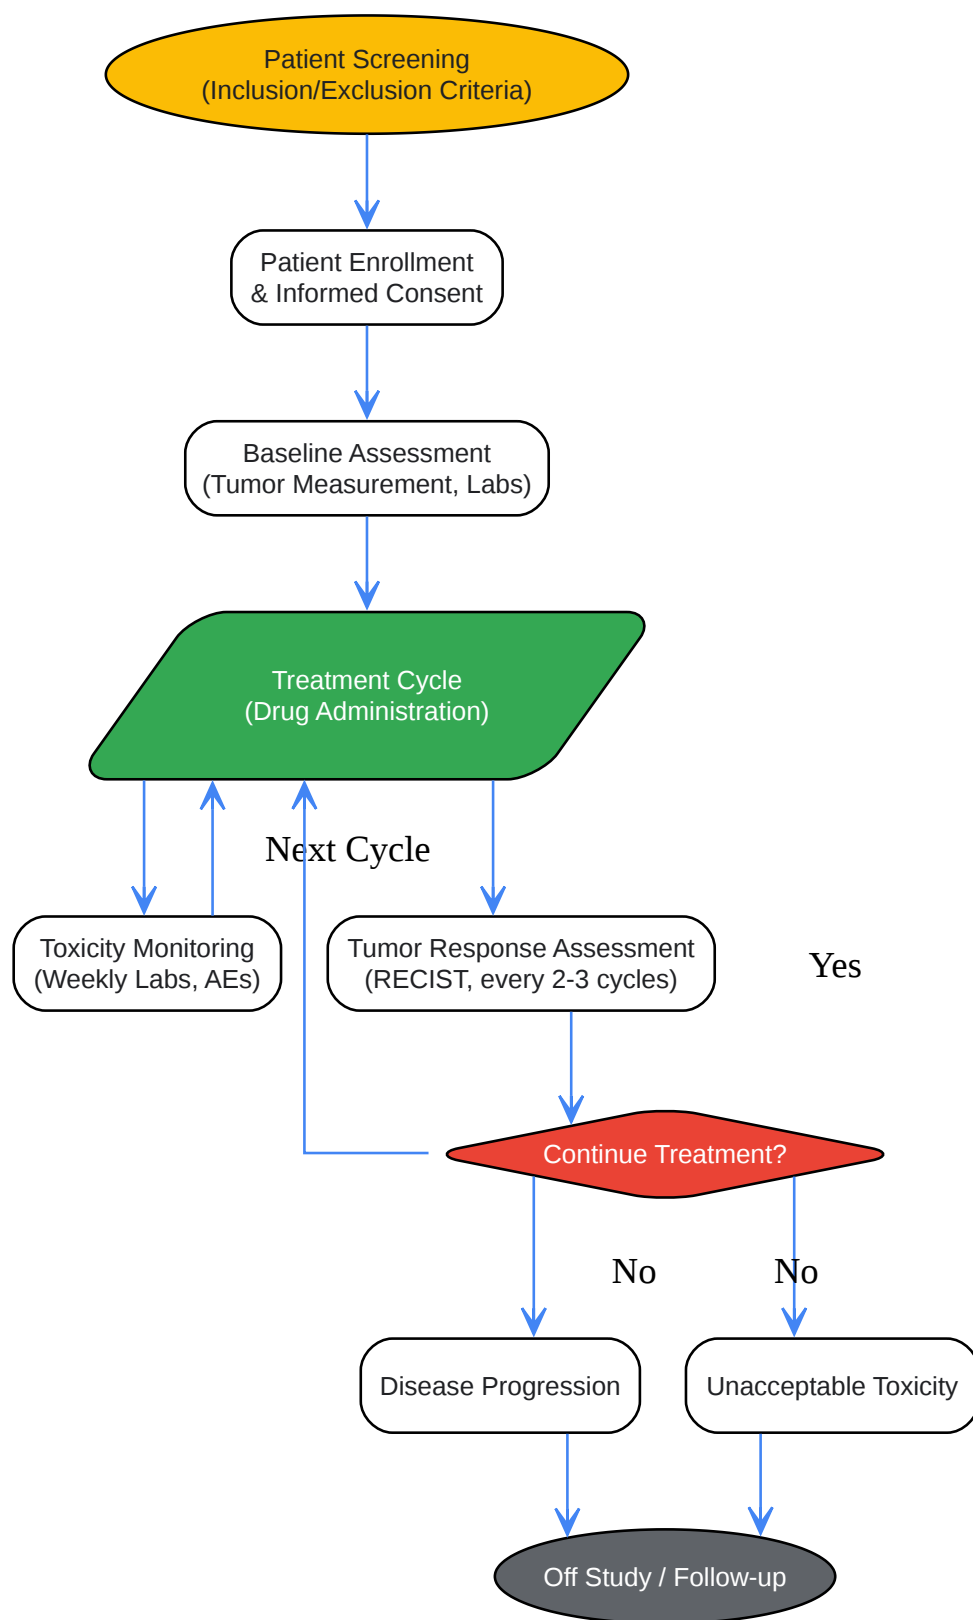 Patient Screening
(Inclusion/Exclusion Criteria)
Patient Enrollment
& Informed Consent
Baseline Assessment
(Tumor Measurement, Labs)
Treatment Cycle
(Drug Administration)
Next Cycle
Toxicity Monitoring
(Weekly Labs, AEs)
Tumor Response Assessment
(RECIST, every 2-3 cycles)
Yes
Continue Treatment?
No
No
Disease Progression
Unacceptable Toxicity
Off Study / Follow-up